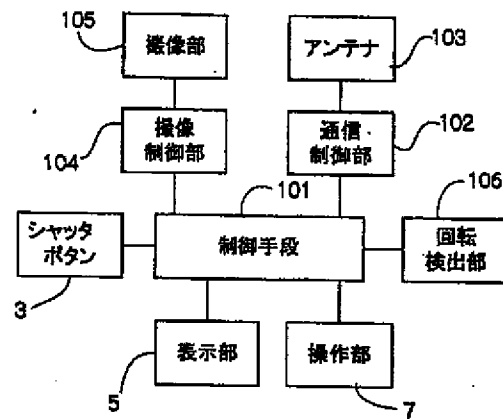 105
撮像部
アンテナ
103
104
撮像
制御部
通信
制御部
102
101
106
シャッタ
ボタン
制御手段
回転
検出部
3
表示部
操作部
5
7